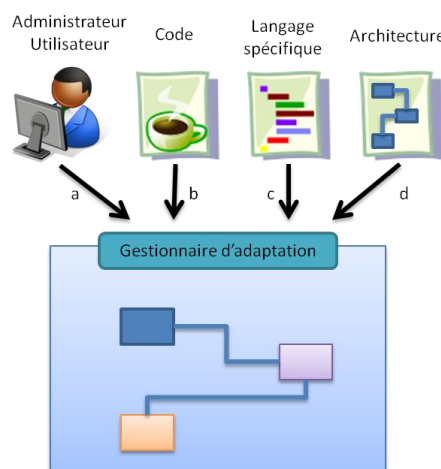 Administrateur
Utilisateur
Code
Langage
spécifique
Architecture
a
b
c
d
Gestionnaire d'adaptation